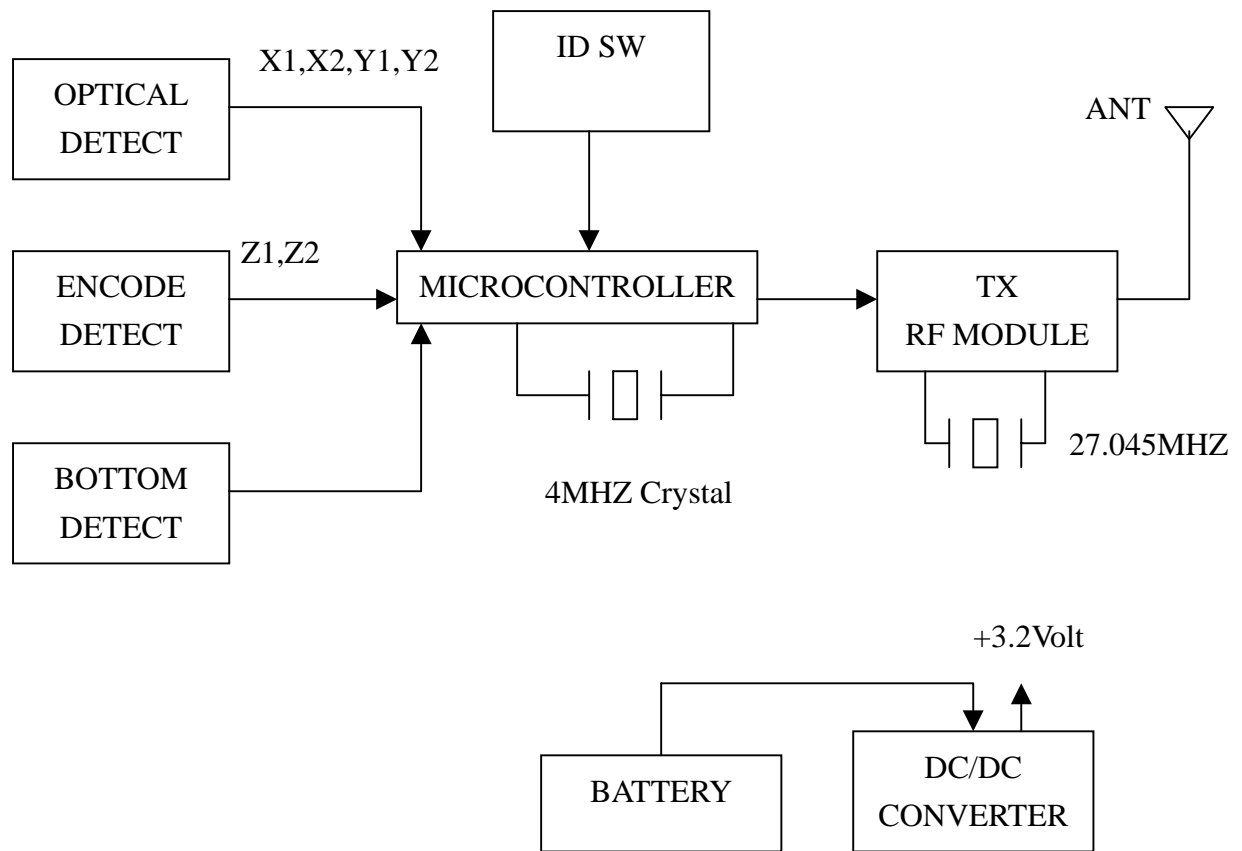 X1,X2,Y1,Y2
ID SW
OPTICAL
DETECT
ANT
Z1,Z2
ENCODE
DETECT
MICROCONTROLLER
TX
RF MODULE
BOTTOM
DETECT
4MHZ Crystal
27.045MHZ
+3.2Volt
BATTERY
DC/DC
CONVERTER